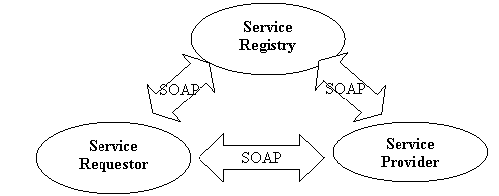 Service
Registry
SOAP
SOAP
Service
Requestor
SOAP
Service
Provider